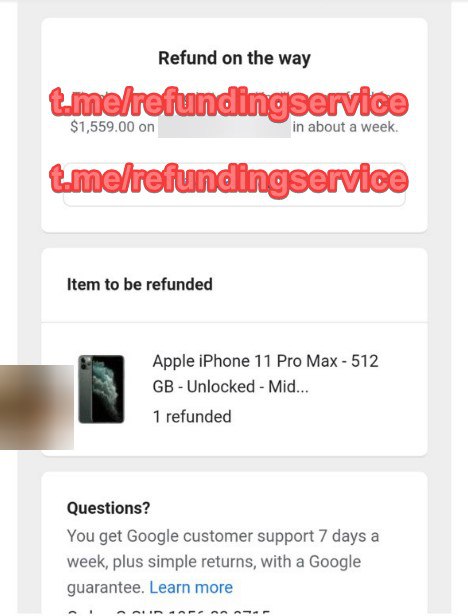 Refund on the way
t.me/refundingservice
$1,559.00 on in about a week.
t.me/refundingservice
Item to be refunded
Apple iPhone 11 Pro Max - 512
GB - Unlocked - Mid...
1 refunded
Questions?
You get Google customer support 7 days a
week, plus simple returns, with a Google
guarantee. Learn more